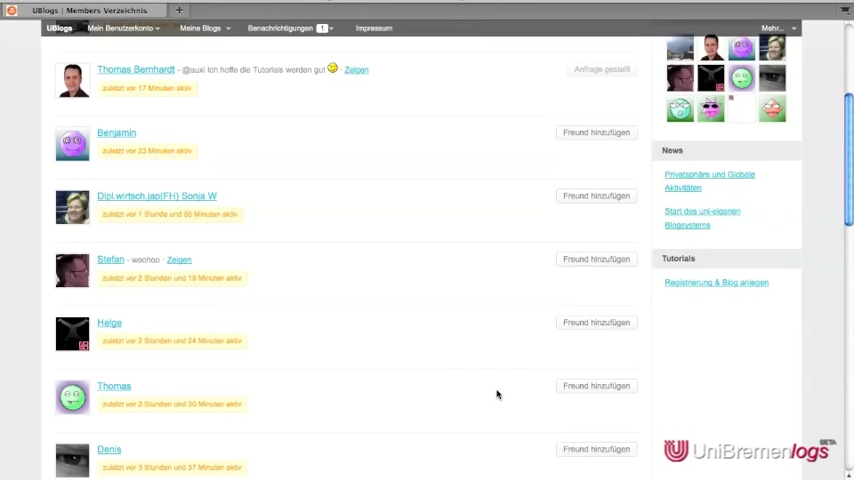 UBlogs | Members Verzeichnis
UBlogs Mein Benutzerkonto Meine Blogs Benachrichtigungen 1 Impressum Mehr...
Thomas Bernhardt - @auxi Ich hoffe die Tutorials werden gut · Zeigen
Anfrage gestellt
zuletzt vor 17 Minuten aktiv
Benjamin
Freund hinzufügen
zuletzt vor 23 Minuten aktiv
Dipl.wirtsch.jap(FH) Sonja W
Freund hinzufügen
zuletzt vor 1 Stunde und 55 Minuten aktiv
Stefan - woohoo · Zeigen
Freund hinzufügen
zuletzt vor 2 Stunden und 19 Minuten aktiv
Helge
Freund hinzufügen
zuletzt vor 2 Stunden und 24 Minuten aktiv
Thomas
Freund hinzufügen
zuletzt vor 2 Stunden und 30 Minuten aktiv
Denis
Freund hinzufügen
zuletzt vor 3 Stunden und 37 Minuten aktiv
News
Privatsphäre und Globale
Aktivitäten
Start des uni-eigenen
Blogsystems
Tutorials
Registrierung & Blog anlegen
UniBremenlogs BETA